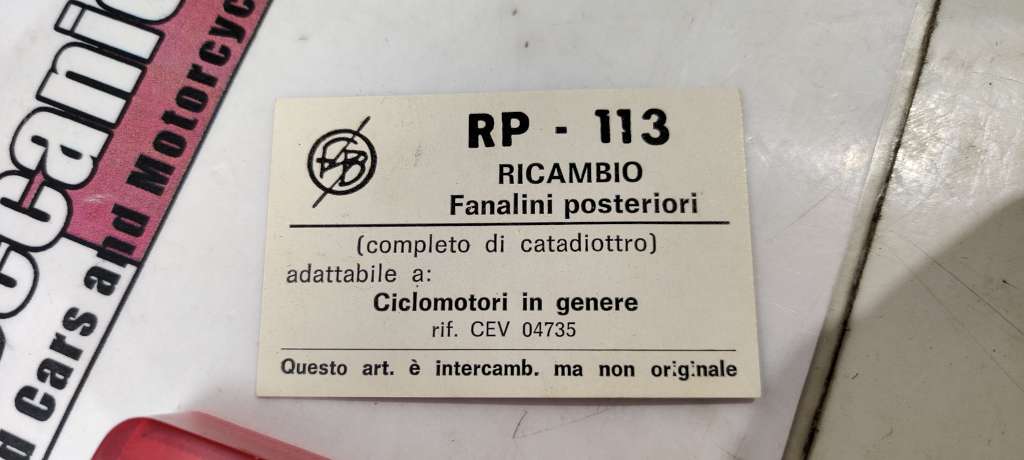 RP - 113
RICAMBIO
Fanalini posteriori
(completo di catadiottro)
adattabile a:
Ciclomotori in genere
rif. CEV 04735
Questo art. è intercamb. ma non originale
cars and Motorcyc